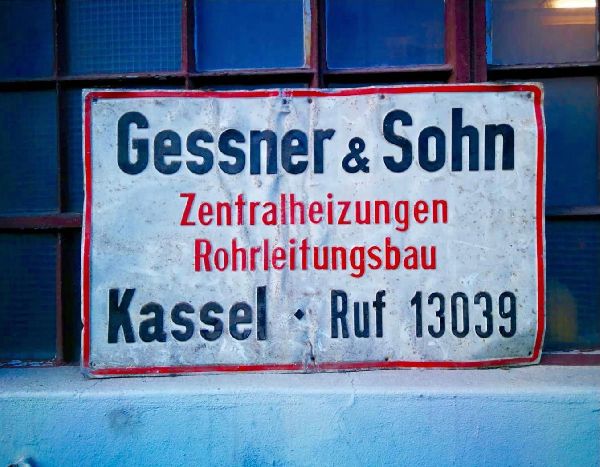 Gessner & Sohn
Zentralheizungen
Rohrleitungsbau
Kassel · Ruf 13039